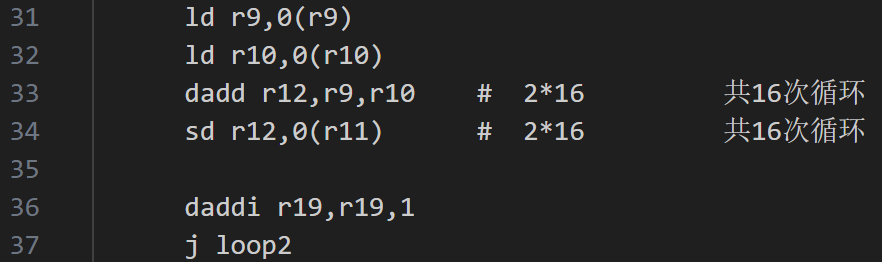 31 ld r9,0(r9)
32 ld r10,0(r10)
33 dadd r12,r9,r10 # 2*16 共16次循环
34 sd r12,0(r11) # 2*16 共16次循环
35
36 daddi r19,r19,1
37 j loop2